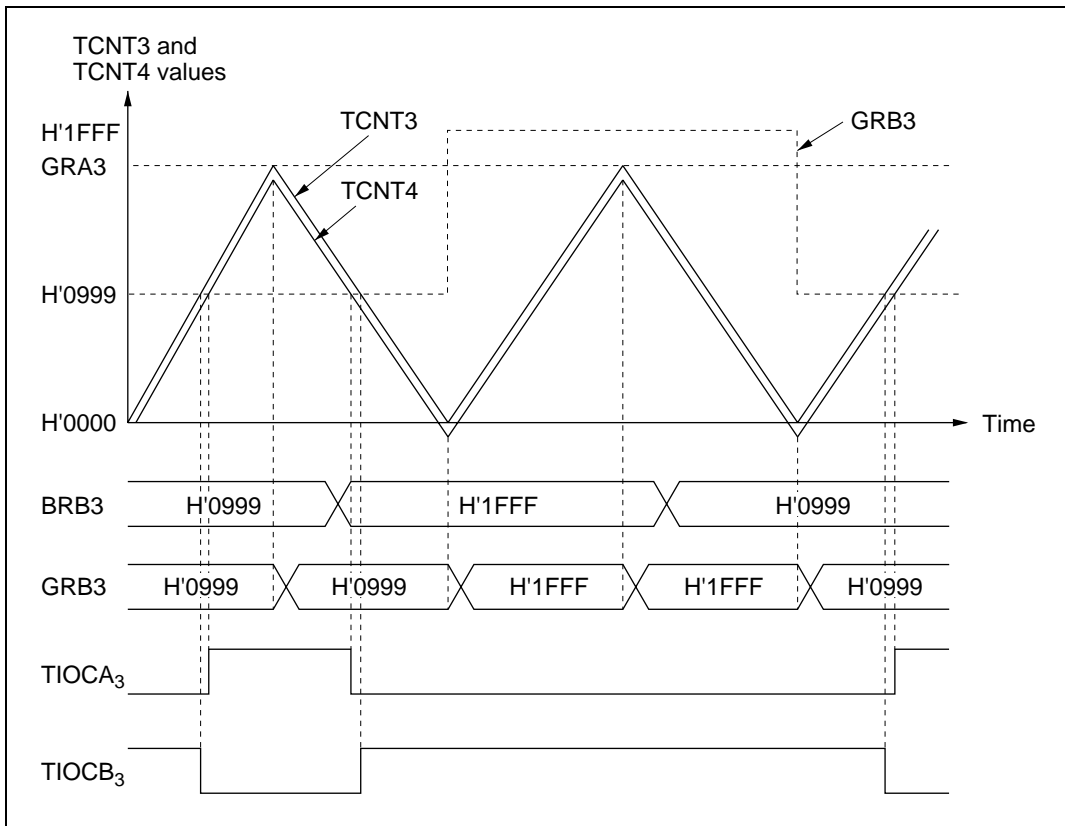 TCNT3 and
TCNT4 values
H'1FFF
TCNT3
GRB3
GRA3
TCNT4
H'0999
H'0000
Time
BRB3
H'0999
H'1FFF
H'0999
GRB3
H'0999
H'0999
H'1FFF
H'1FFF
H'0999
TIOCA3
TIOCB3